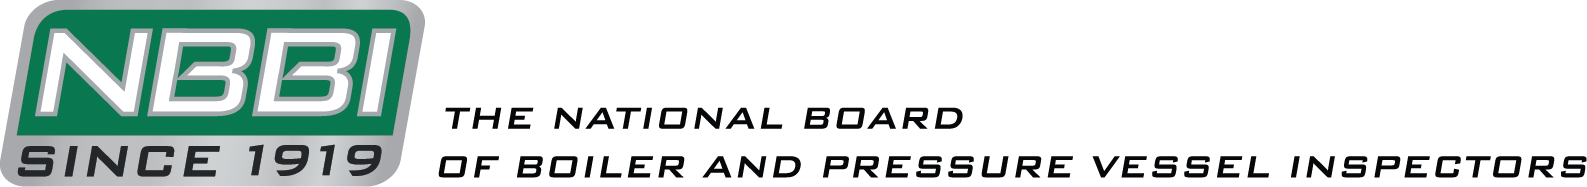 NBBI
SINCE 1919
THE NATIONAL BOARD
OF BOILER AND PRESSURE VESSEL INSPECTORS